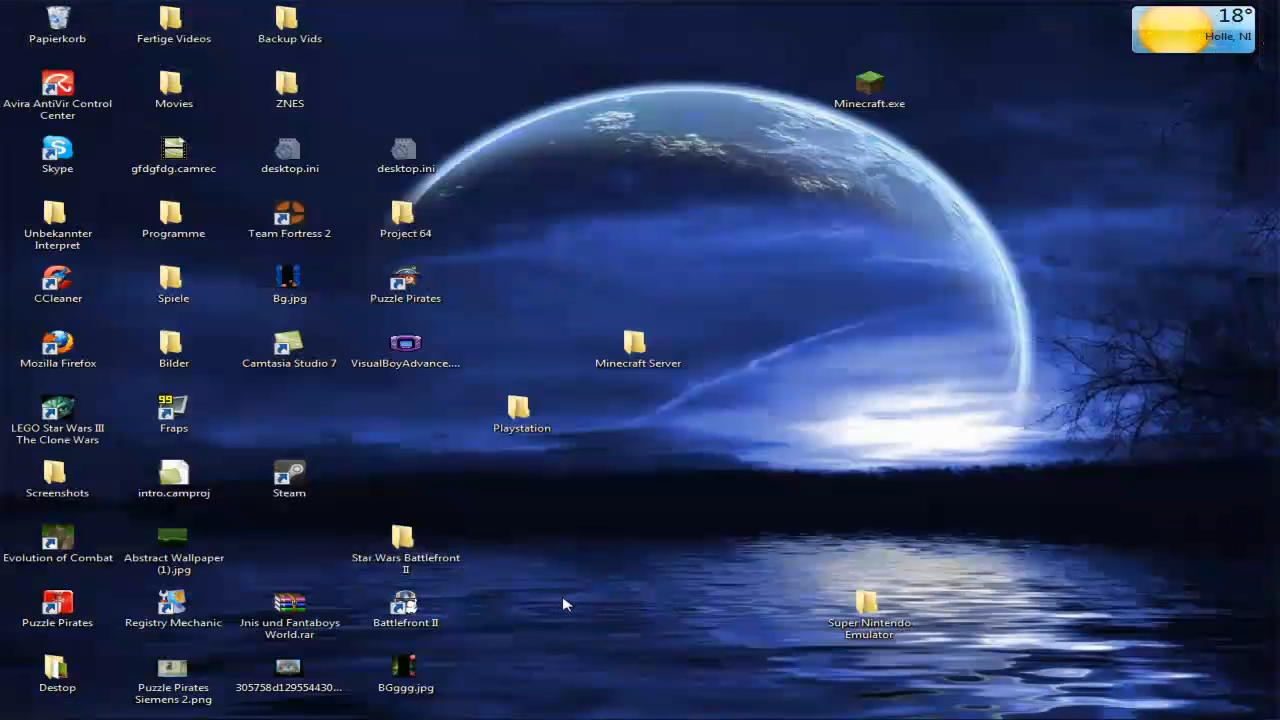 18°
Holle, NI
Papierkorb
Fertige Videos
Backup Vids
Avira AntiVir Control
Center
Movies
ZNES
Minecraft.exe
Skype
gfdgfdg.camrec
desktop.ini
desktop.ini
Unbekannter
Interpret
Programme
Team Fortress 2
Project 64
CCleaner
Spiele
Bg.jpg
Puzzle Pirates
Mozilla Firefox
Bilder
Camtasia Studio 7
VisualBoyAdvance....
Minecraft Server
LEGO Star Wars III
The Clone Wars
99
Fraps
Playstation
Screenshots
intro.camproj
Steam
Evolution of Combat
Abstract Wallpaper
(1).jpg
Star Wars Battlefront
II
Puzzle Pirates
Registry Mechanic
Jnis und Fantaboys
World.rar
Battlefront II
Super Nintendo
Emulator
Destop
Puzzle Pirates
Siemens 2.png
305758d129554430...
BGggg.jpg